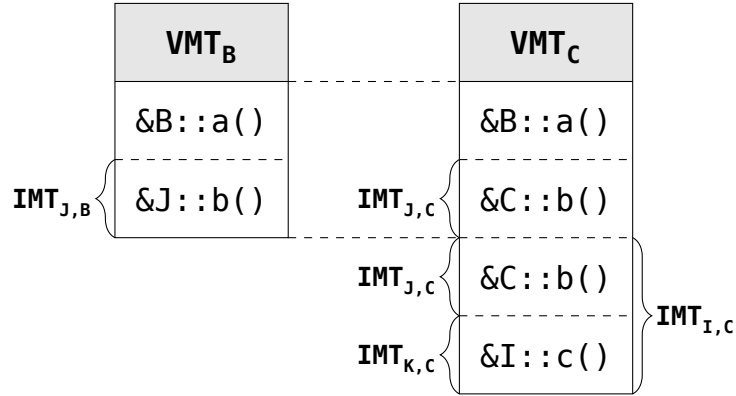 VMT_B VMT_C
&B::a() &B::a()
IMT_J,B &J::b() IMT_J,C &C::b()
IMT_J,C &C::b()
IMT_I,C
IMT_K,C &I::c()